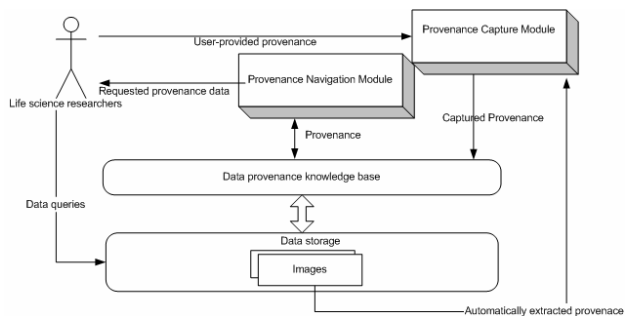 Provenance Capture Module
User-provided provenance
Provenance Navigation Module
Requested provenance data
Life science researchers
Captured Provenance
Provenance
Data provenance knowledge base
Data queries
Data storage
Images
Automatically extracted provenace